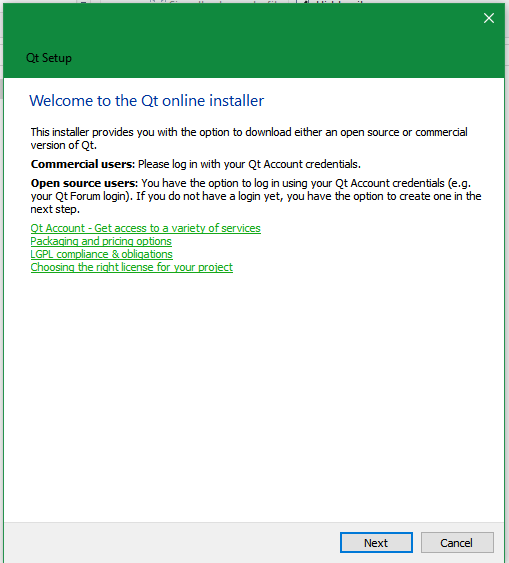 Qt Setup
Welcome to the Qt online installer
This installer provides you with the option to download either an open source or commercial
version of Qt.
Commercial users: Please log in with your Qt Account credentials.
Open source users: You have the option to log in using your Qt Account credentials (e.g.
your Qt Forum login). If you do not have a login yet, you have the option to create one in the
next step.
Qt Account - Get access to a variety of services
Packaging and pricing options
LGPL compliance & obligations
Choosing the right license for your project
Next
Cancel